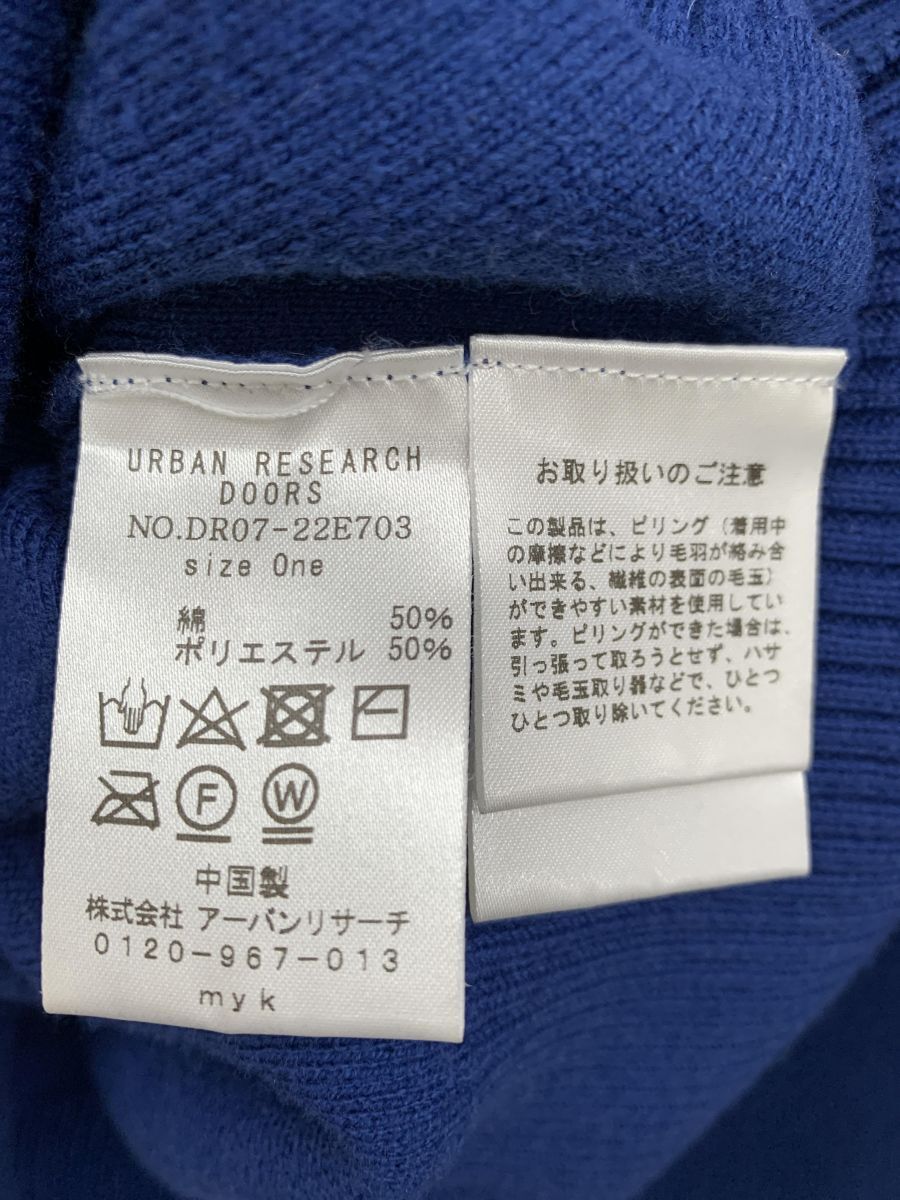 URBAN RESEARCH
DOORS
NO.DR07-22E703
size One
綿 50%
ポリエステル 50%
F
W
中国製
株式会社 アーバンリサーチ
0120-967-013
myk
お取り扱いのご注意
この製品は、ピリング(着用中
の摩擦などにより毛羽が絡み合
い出来る、繊維の表面の毛玉)
ができやすい素材を使用してい
ます。ピリングができた場合は、
引っ張って取ろうとせず、ハサ
ミや毛玉取り器などで、ひとつ
ひとつ取り除いてください。